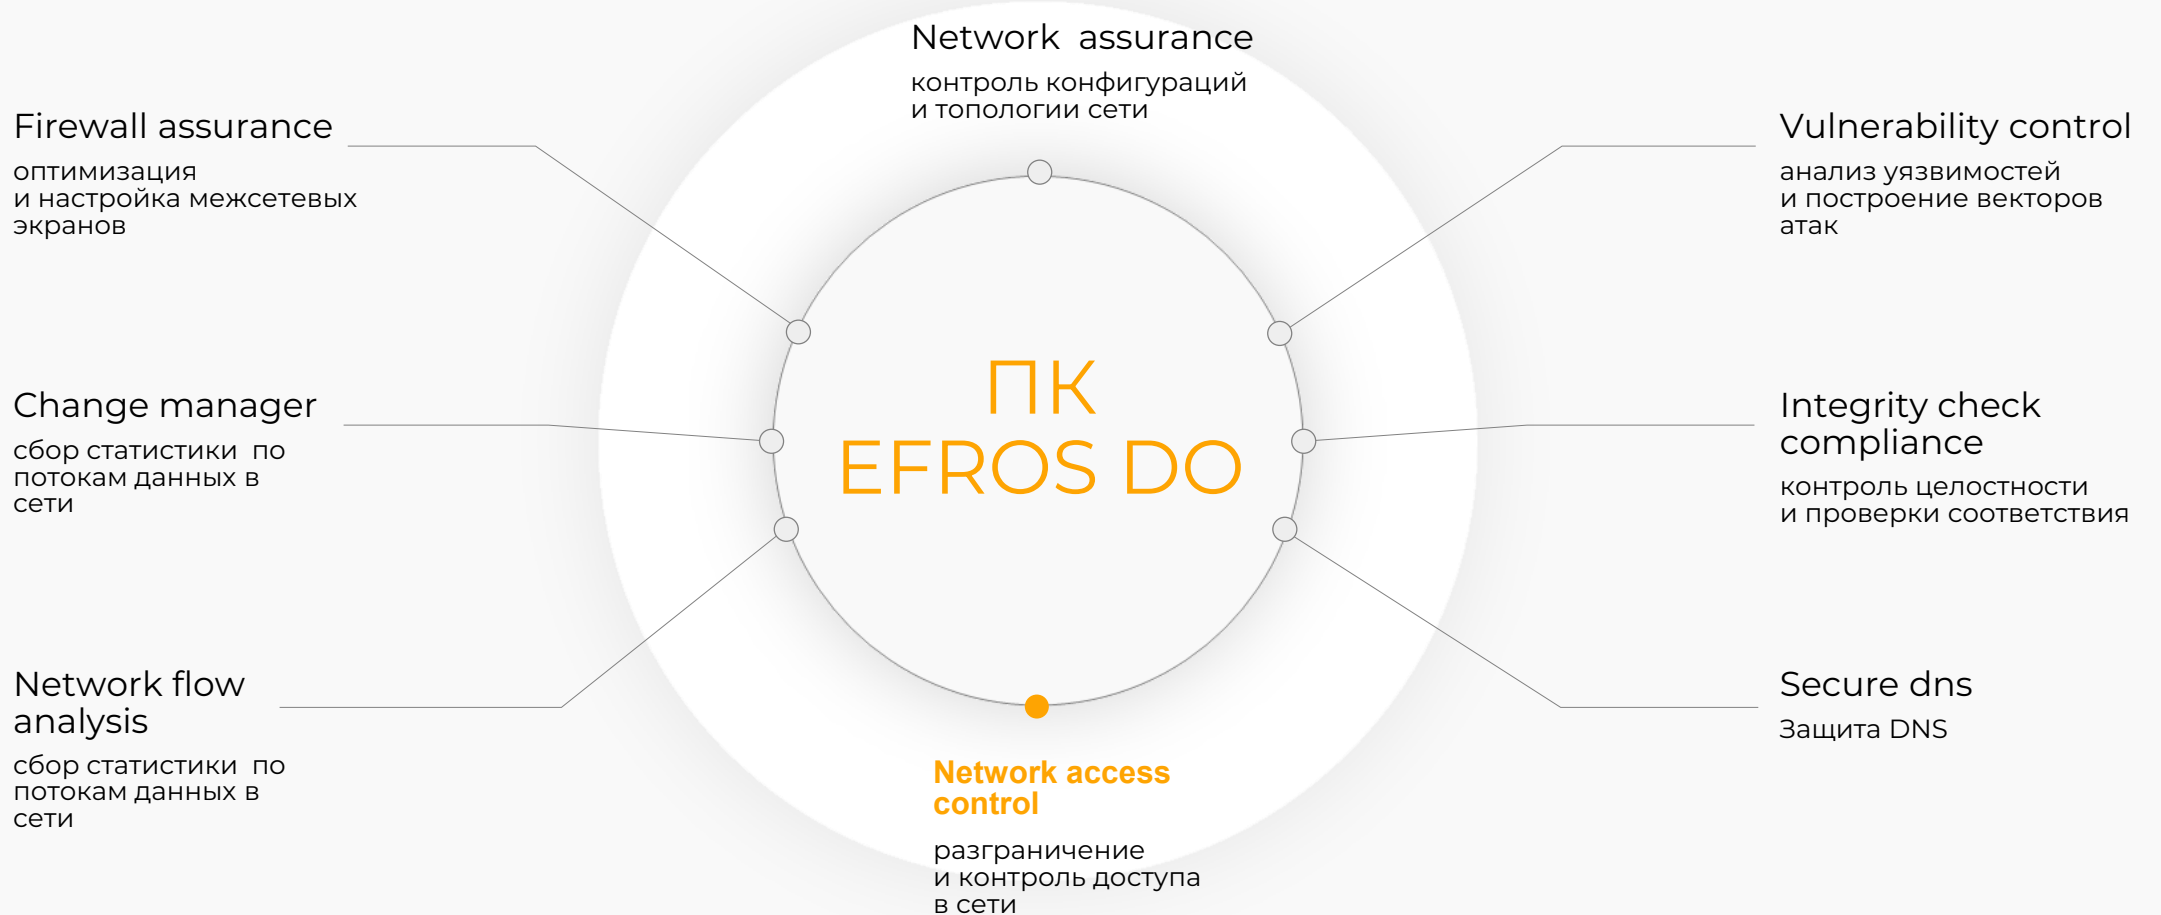 Network assurance
контроль конфигураций
и топологии сети
Firewall assurance
оптимизация
и настройка межсетевых
экранов
Vulnerability control
анализ уязвимостей
и построение векторов
атак
ПК
EFROS DO
Change manager
сбор статистики по
потокам данных в
сети
Integrity check
compliance
контроль целостности
и проверки соответствия
Network flow
analysis
сбор статистики по
потокам данных в
сети
Secure dns
Защита DNS
Network access
control
разграничение
и контроль доступа
в сети